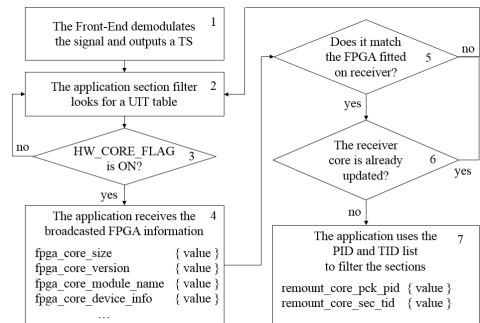 The Front-End demodulates 1
the signal and outputs a TS
The application section filter 2
looks for a UIT table
no
HW_CORE_FLAG
is ON? 3
yes
The application receives the 4
broadcasted FPGA information
fpga_core_size { value }
fpga_core_version { value }
fpga_core_module_name { value }
fpga_core_device_info { value }
...
Does it match
the FPGA fitted 5
on receiver?
no
yes
The receiver
core is already 6
updated?
yes
no
The application uses the 7
PID and TID list
to filter the sections
remount_core_pck_pid { value }
remount_core_sec_tid { value }